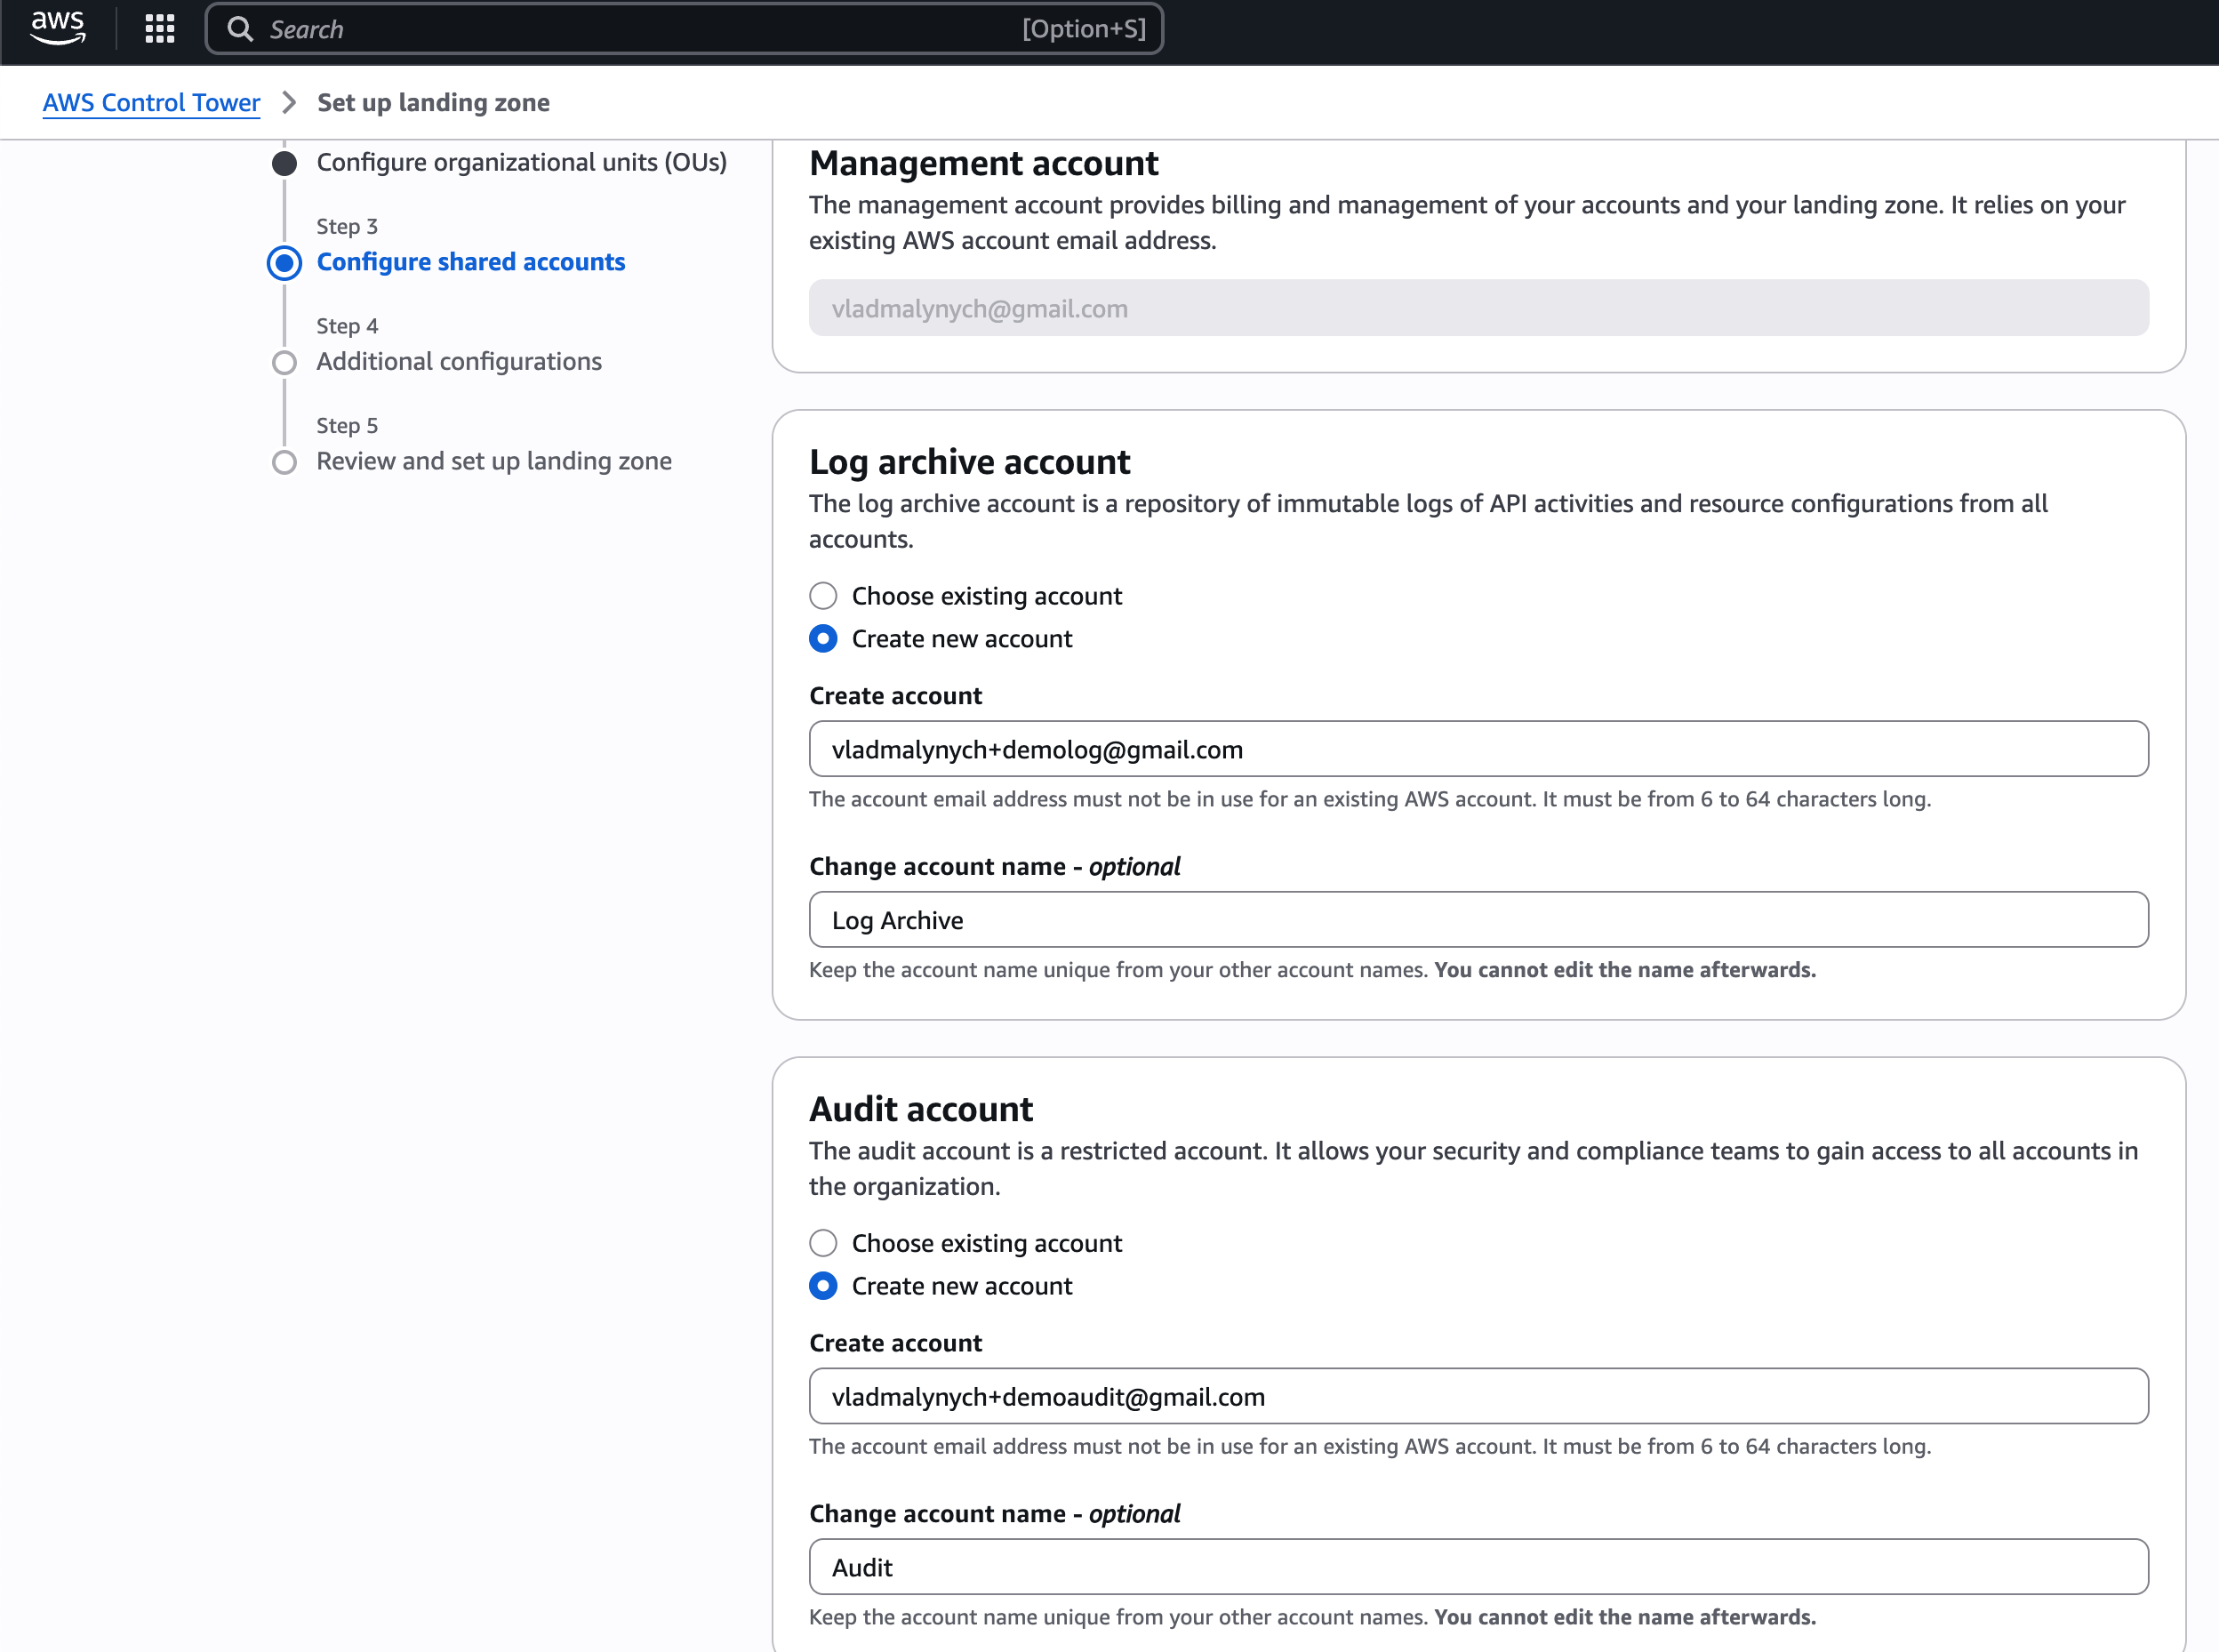 aws
Search
[Option+S]
AWS Control Tower > Set up landing zone
Configure organizational units (OUs)
Step 3
Configure shared accounts
Step 4
Additional configurations
Step 5
Review and set up landing zone
Management account
The management account provides billing and management of your accounts and your landing zone. It relies on your
existing AWS account email address.
vladmalynych@gmail.com
Log archive account
The log archive account is a repository of immutable logs of API activities and resource configurations from all
accounts.
Choose existing account
Create new account
Create account
vladmalynych+demolog@gmail.com
The account email address must not be in use for an existing AWS account. It must be from 6 to 64 characters long.
Change account name - optional
Log Archive
Keep the account name unique from your other account names. You cannot edit the name afterwards.
Audit account
The audit account is a restricted account. It allows your security and compliance teams to gain access to all accounts in
the organization.
Choose existing account
Create new account
Create account
vladmalynych+demoaudit@gmail.com
The account email address must not be in use for an existing AWS account. It must be from 6 to 64 characters long.
Change account name - optional
Audit
Keep the account name unique from your other account names. You cannot edit the name afterwards.